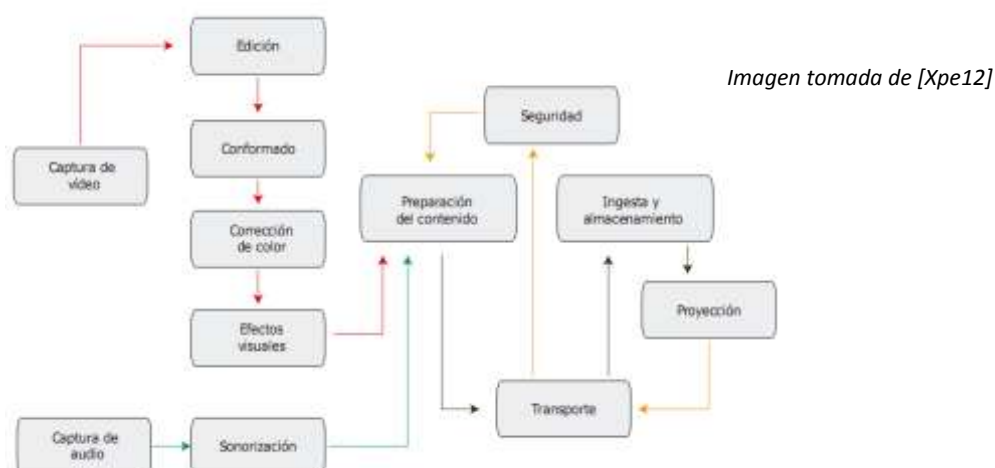 Edición
Imagen tomada de [Xpe12]
Seguridad
Conformado
Captura de
vídeo
Preparación
del contenido
Ingesta y
almacenamiento
Corrección
de color
Proyección
Efectos
visuales
Transporte
Captura de
audio
Sonorización